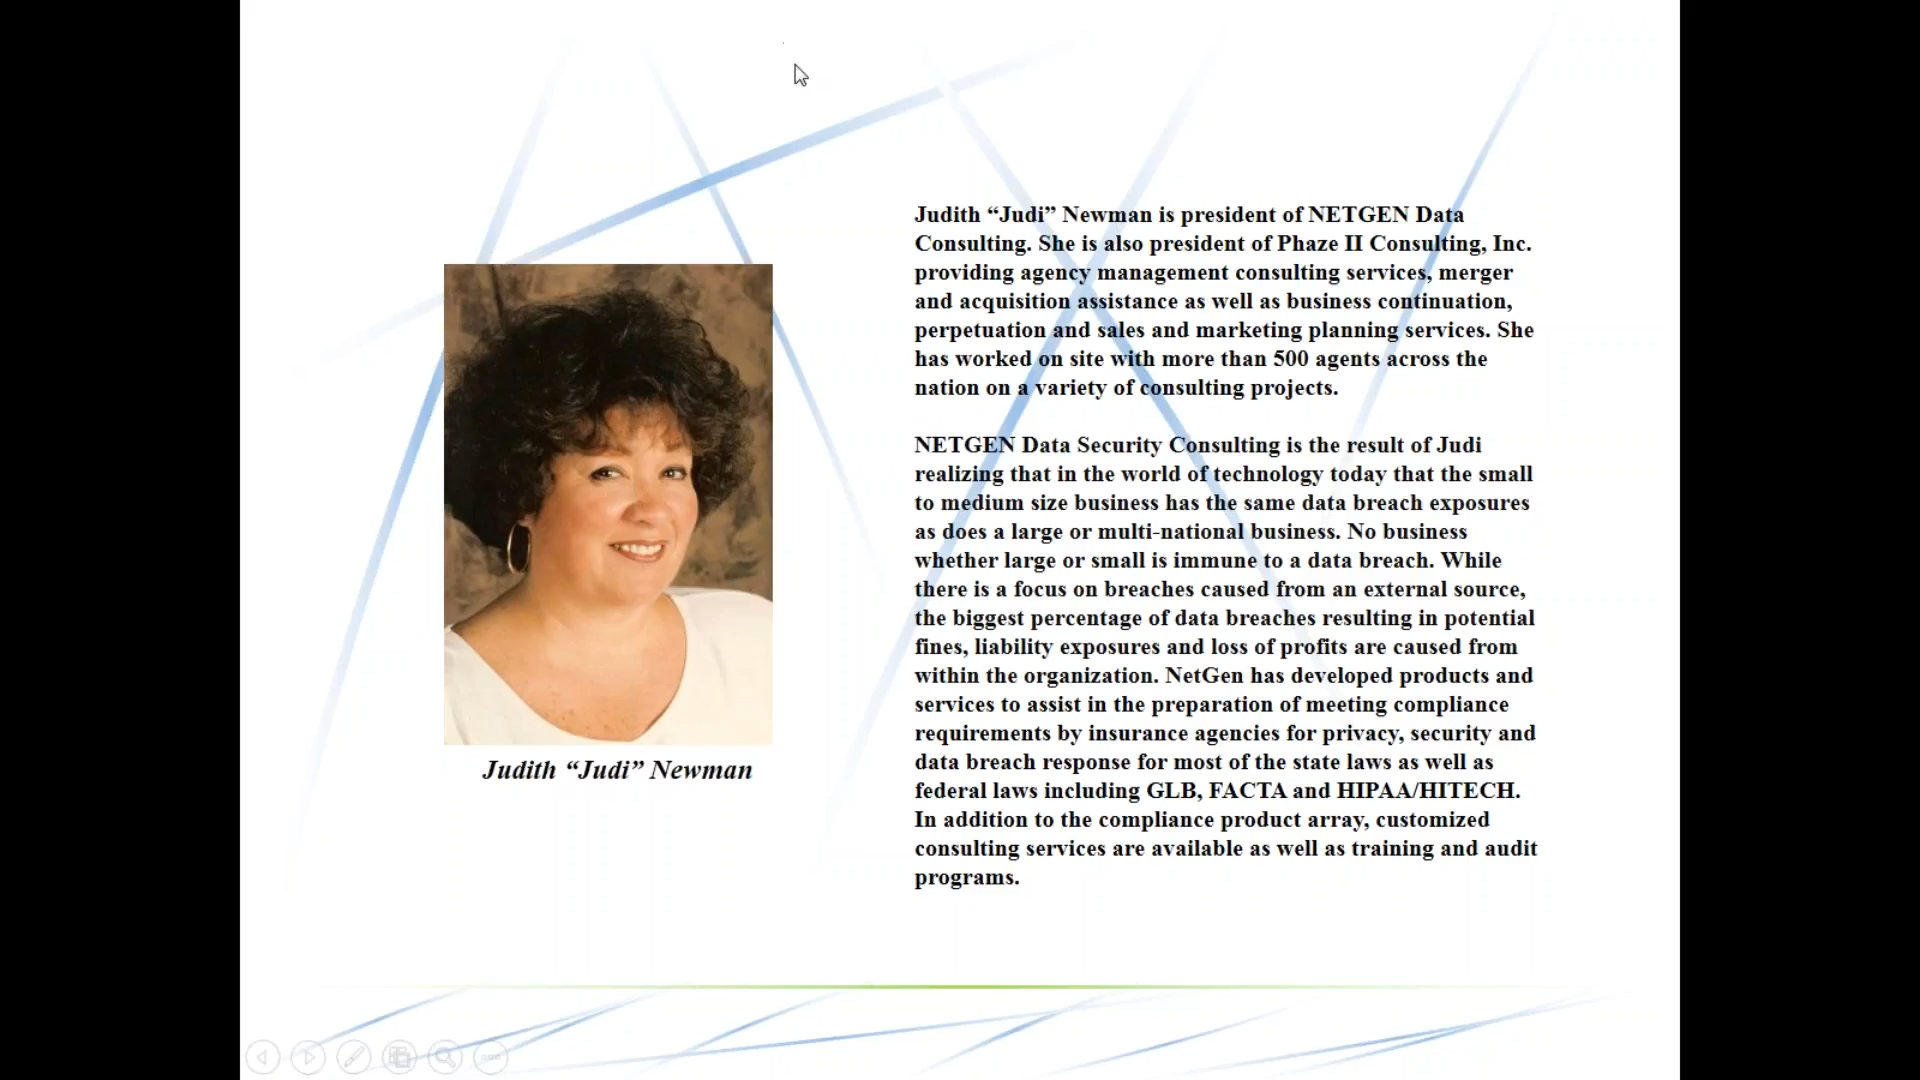 Judith “Judi” Newman is president of NETGEN Data
Consulting. She is also president of Phaze II Consulting, Inc.
providing agency management consulting services, merger
and acquisition assistance as well as business continuation,
perpetuation and sales and marketing planning services. She
has worked on site with more than 500 agents across the
nation on a variety of consulting projects.
NETGEN Data Security Consulting is the result of Judi
realizing that in the world of technology today that the small
to medium size business has the same data breach exposures
as does a large or multi-national business. No business
whether large or small is immune to a data breach. While
there is a focus on breaches caused from an external source,
the biggest percentage of data breaches resulting in potential
fines, liability exposures and loss of profits are caused from
within the organization. NetGen has developed products and
services to assist in the preparation of meeting compliance
requirements by insurance agencies for privacy, security and
data breach response for most of the state laws as well as
federal laws including GLB, FACTA and HIPAA/HITECH.
In addition to the compliance product array, customized
consulting services are available as well as training and audit
programs.
Judith “Judi” Newman